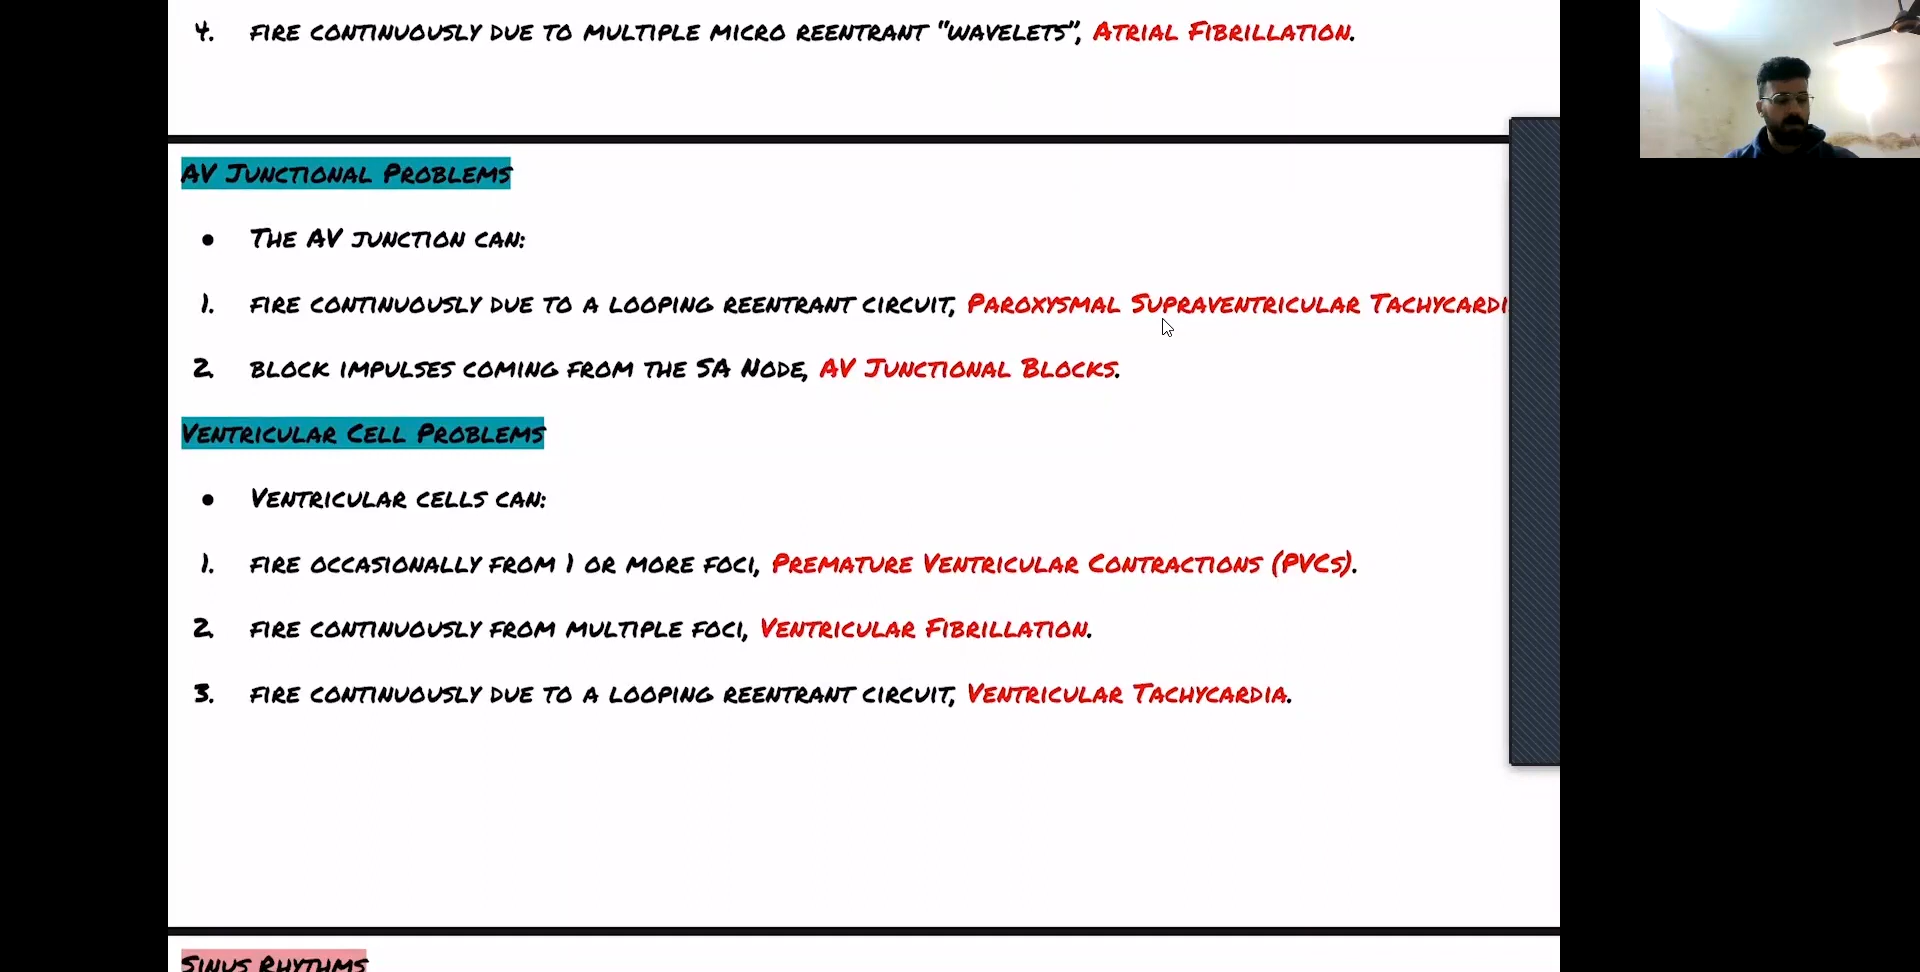 4. FIRE CONTINUOUSLY DUE TO MULTIPLE MICRO REENTRANT “WAVELETS”, ATRIAL FIBRILLATION.
AV JUNCTIONAL PROBLEMS
• THE AV JUNCTION CAN:
1. FIRE CONTINUOUSLY DUE TO A LOOPING REENTRANT CIRCUIT, PAROXYSMAL SUPRAVENTRICULAR TACHYCARDI
2. BLOCK IMPULSES COMING FROM THE SA NODE, AV JUNCTIONAL BLOCKS.
VENTRICULAR CELL PROBLEMS
• VENTRICULAR CELLS CAN:
1. FIRE OCCASIONALLY FROM 1 OR MORE FOCI, PREMATURE VENTRICULAR CONTRACTIONS (PVCS).
2. FIRE CONTINUOUSLY FROM MULTIPLE FOCI, VENTRICULAR FIBRILLATION.
3. FIRE CONTINUOUSLY DUE TO A LOOPING REENTRANT CIRCUIT, VENTRICULAR TACHYCARDIA.
SINUS RHYTHMS